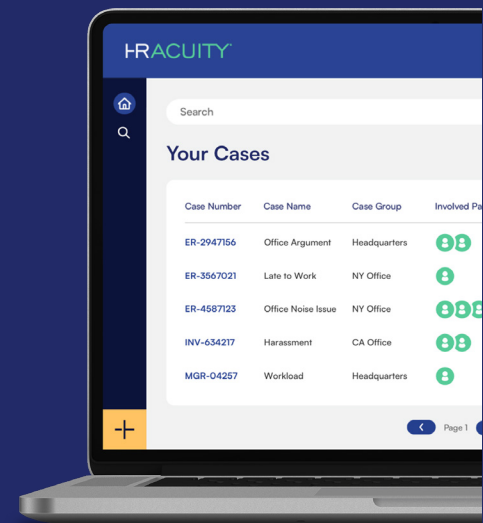 HRACUITY
Search
Your Cases
Case Number Case Name Case Group Involved Pa
ER-2947156 Office Argument Headquarters
ER-3567021 Late to Work NY Office
ER-4587123 Office Noise Issue NY Office
INV-634217 Harassment CA Office
MGR-04257 Workload Headquarters
Page 1